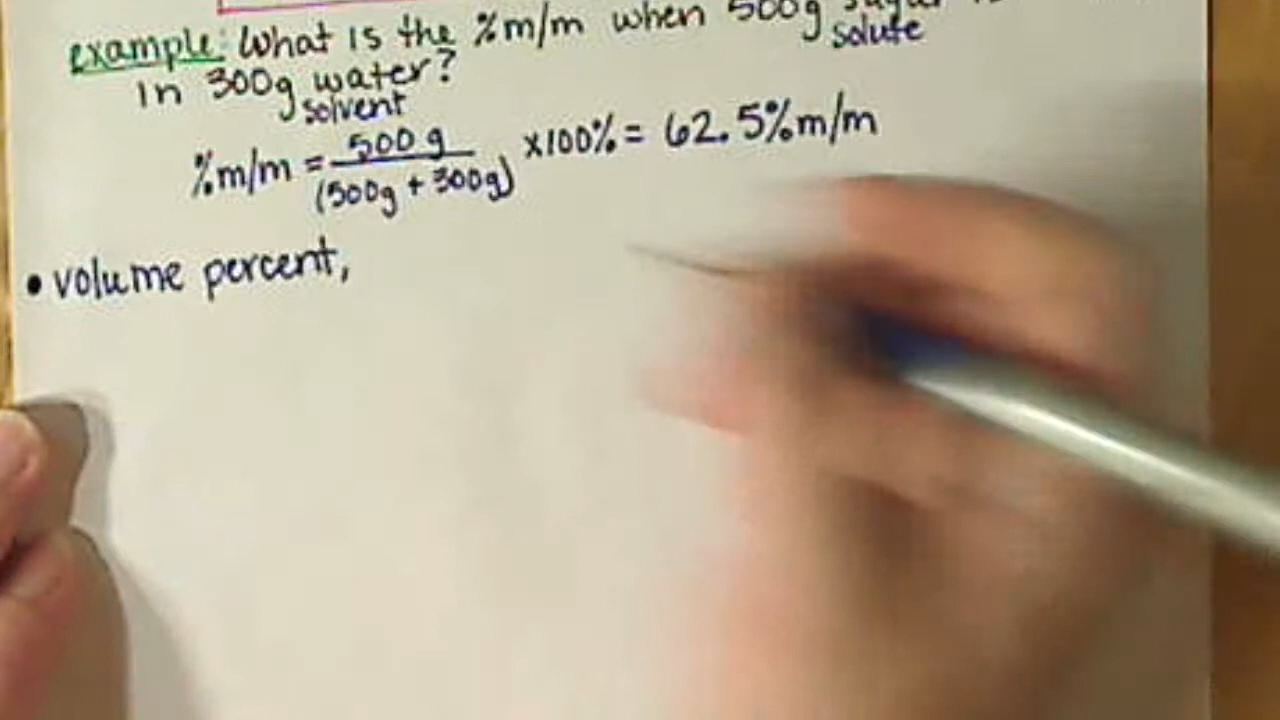 example: What is the %m/m when 500g sugar
solute
in 300g water?
solvent
%m/m = 500 g / (500g + 300g) x100% = 62.5%m/m
• volume percent,